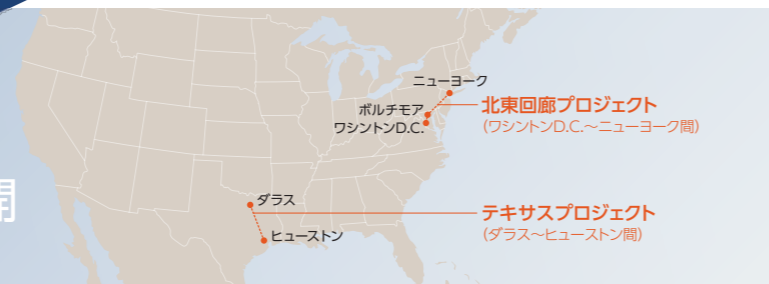 ニューヨーク
ボルチモア
ワシントンD.C.
北東回廊プロジェクト
（ワシントンD.C.～ニューヨーク間）
開
ダラス
ヒューストン
テキサスプロジェクト
（ダラス～ヒューストン間）